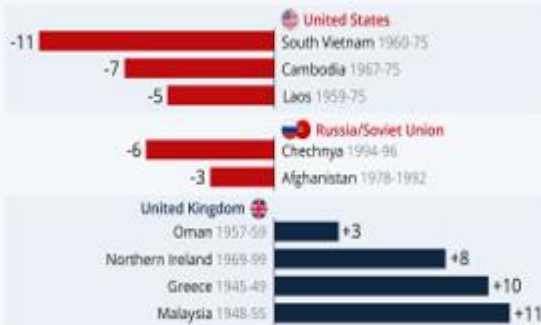 United States
-11 South Vietnam 1960-75
-7 Cambodia 1967-75
-5 Laos 1959-75
Russia/Soviet Union
-6 Chechnya 1994-96
-3 Afghanistan 1978-1992
United Kingdom
Oman 1957-59 +3
Northern Ireland 1969-99 +8
Greece 1945-49 +10
Malaysia 1948-55 +11